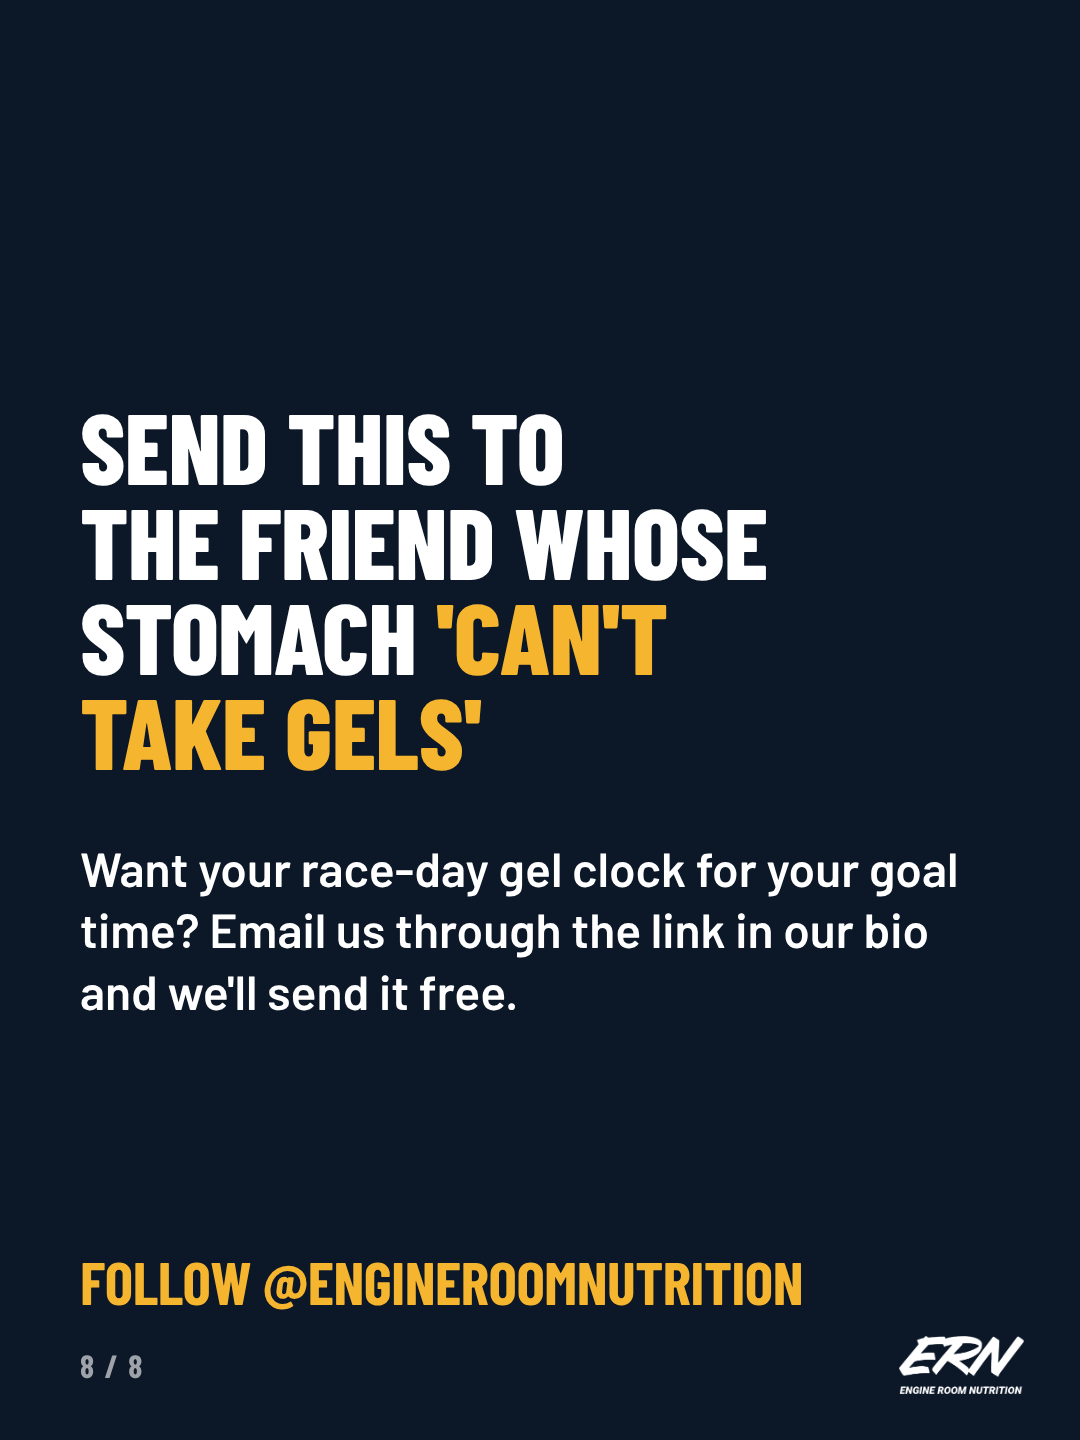 SEND THIS TO
THE FRIEND WHOSE
STOMACH 'CAN'T
TAKE GELS'
Want your race-day gel clock for your goal
time? Email us through the link in our bio
and we'll send it free.
FOLLOW @ENGINEROOMNUTRITION
8 / 8
ERN
ENGINE ROOM NUTRITION